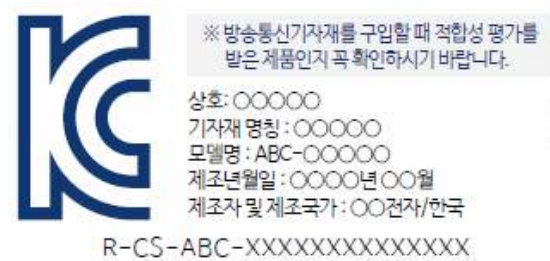 KC
※ 방송통신기자재를 구입할 때 적합성 평가를
받은 제품인지 꼭 확인하시기 바랍니다.
상호: ○○○○○
기자재 명칭 : ○○○○○
모델명 : ABC-○○○○○
제조년월일 : ○○○○년 ○○월
제조자 및 제조국가 : ○○전자/한국
R-CS-ABC-XXXXXXXXXXXXXX